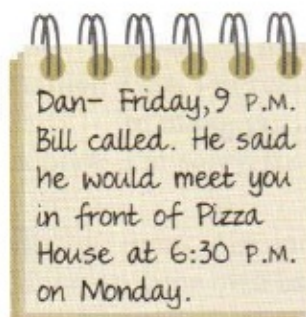 Dan- Friday, 9 P.M.
Bill called. He said
he would meet you
in front of Pizza
House at 6:30 P.M.
on Monday.